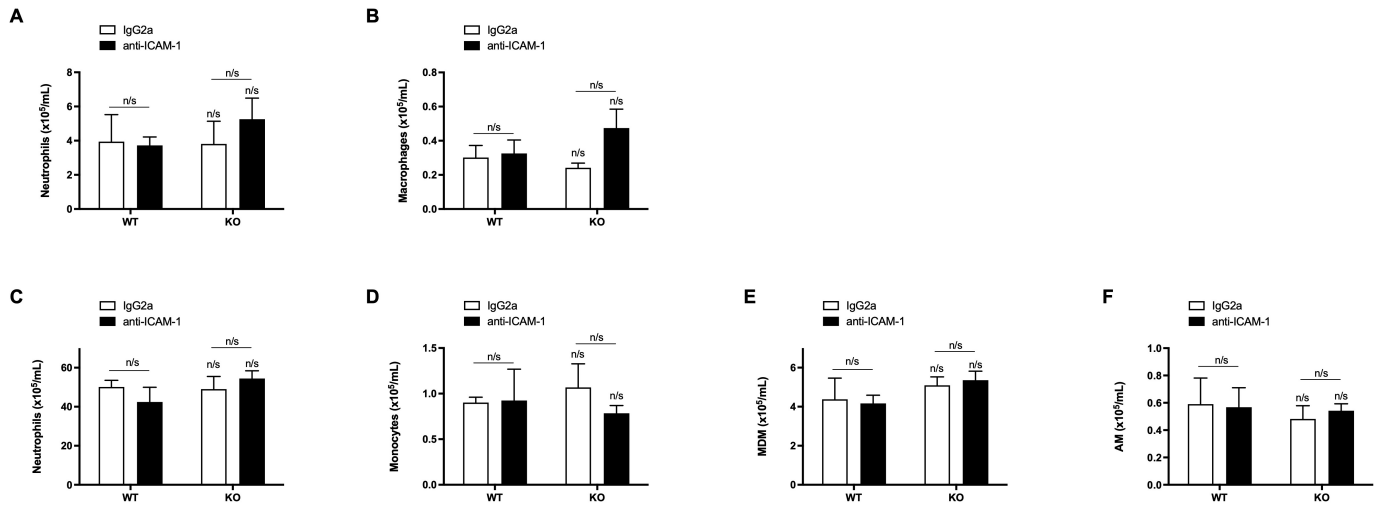 A
IgG2a
anti-ICAM-1
Neutrophils (x10⁵/mL)
8
6
4
2
0
n/s
n/s
n/s
n/s
WT
KO
B
IgG2a
anti-ICAM-1
Macrophages (x10⁵/mL)
0.8
0.6
0.4
0.2
0.0
n/s
n/s
n/s
n/s
WT
KO
C
IgG2a
anti-ICAM-1
Neutrophils (x10⁵/mL)
60
40
20
0
n/s
n/s
n/s
n/s
WT
KO
D
IgG2a
anti-ICAM-1
Monocytes (x10⁵/mL)
1.5
1.0
0.5
0.0
n/s
n/s
n/s
n/s
WT
KO
E
IgG2a
anti-ICAM-1
MDM (x10⁵/mL)
6
4
2
0
n/s
n/s
n/s
n/s
WT
KO
F
IgG2a
anti-ICAM-1
AM (x10⁵/mL)
1.0
0.8
0.6
0.4
0.2
0.0
n/s
n/s
n/s
n/s
WT
KO